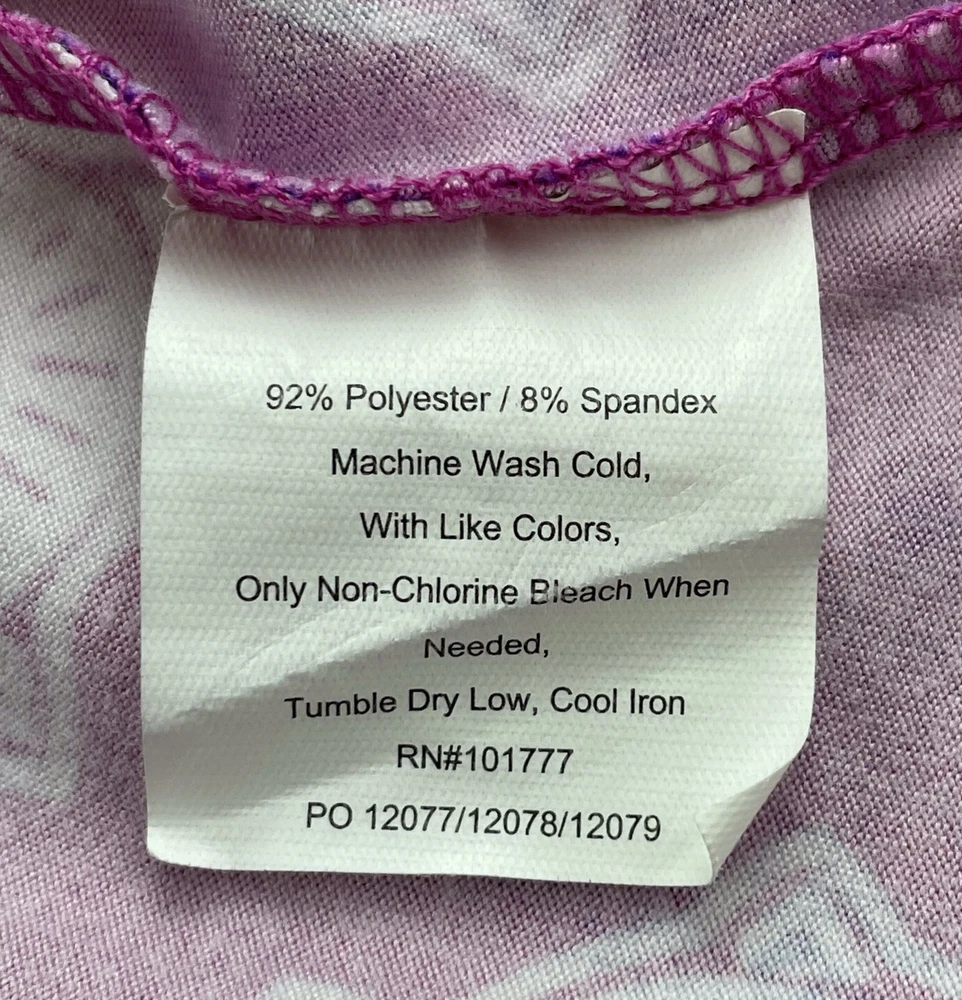 92% Polyester / 8% Spandex
Machine Wash Cold,
With Like Colors,
Only Non-Chlorine Bleach When
Needed,
Tumble Dry Low, Cool Iron
RN#101777
PO 12077/12078/12079